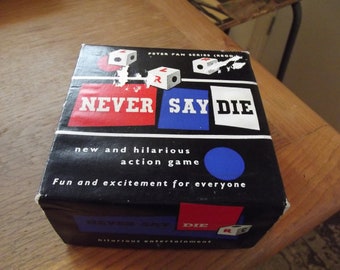 PETER PAN SERIES (REGD.)
L
R
NEVER SAY DIE
new and hilarious
action game
Fun and excitement for everyone
NEVER SAY DIE
R
hilarious entertainment